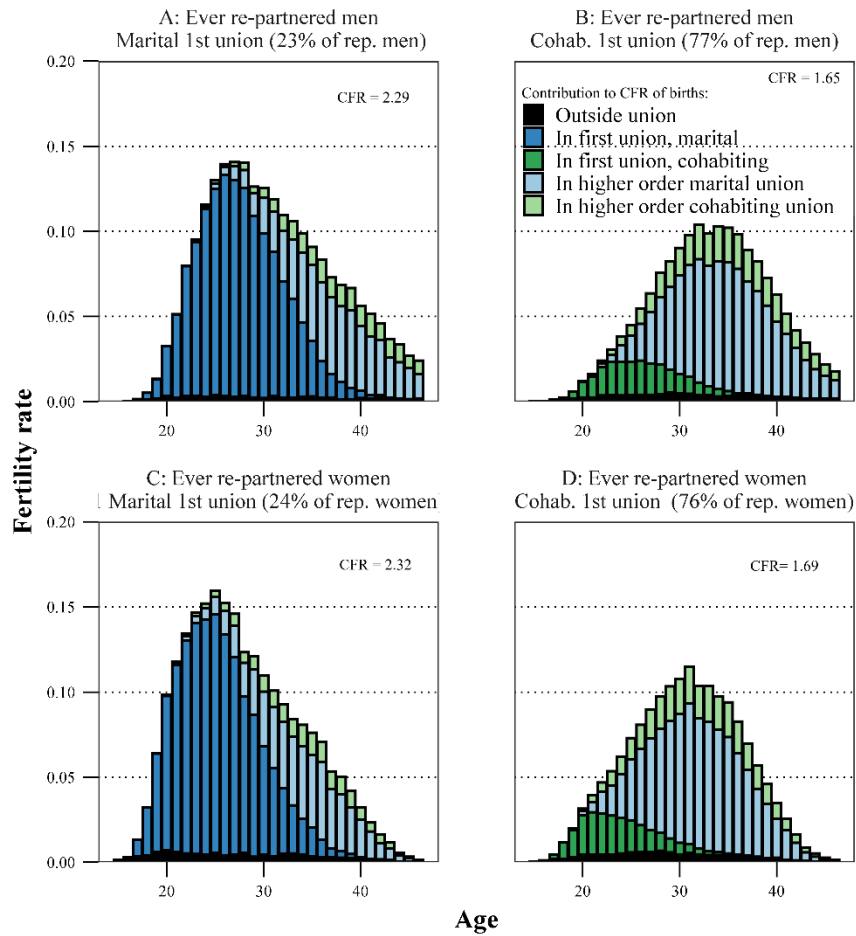 A: Ever re-partnered men
Marital 1st union (23% of rep. men)
B: Ever re-partnered men
Cohab. 1st union (77% of rep. men)
0.20
0.15
0.10
0.05
0.00
CFR = 2.29
20
30
40
CFR = 1.65
Contribution to CFR of births:
Outside union
In first union, marital
In first union, cohabiting
In higher order marital union
In higher order cohabiting union
20
30
40
Fertility rate
C: Ever re-partnered women
Marital 1st union (24% of rep. women
D: Ever re-partnered women
Cohab. 1st union (76% of rep. women)
0.20
0.15
0.10
0.05
0.00
CFR = 2.32
20
30
40
CFR= 1.69
20
30
40
Age